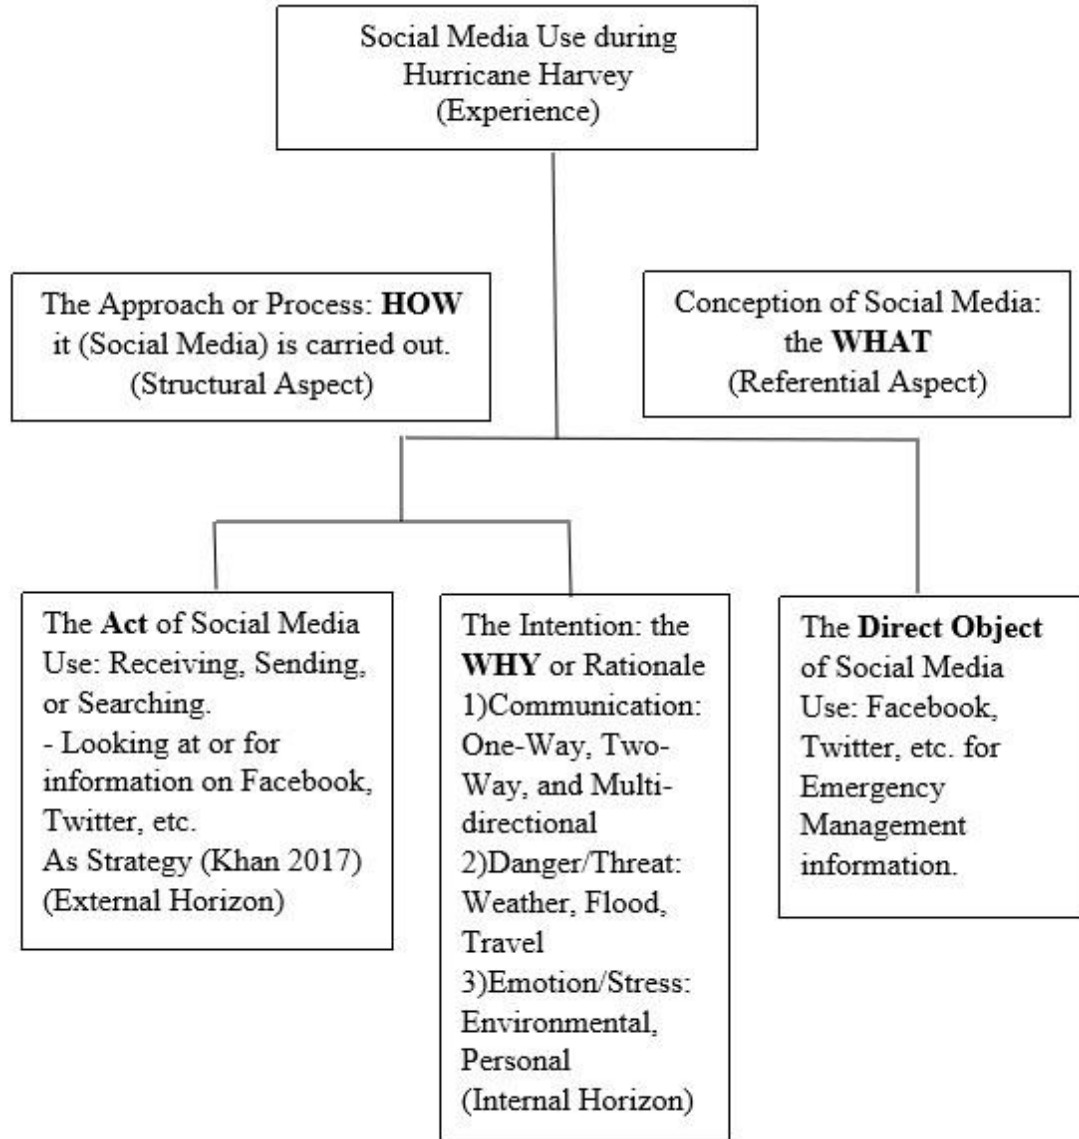 Social Media Use during
Hurricane Harvey
(Experience)
The Approach or Process: HOW
it (Social Media) is carried out.
(Structural Aspect)
Conception of Social Media:
the WHAT
(Referential Aspect)
The Act of Social Media
Use: Receiving, Sending,
or Searching.
- Looking at or for
information on Facebook,
Twitter, etc.
As Strategy (Khan 2017)
(External Horizon)
The Intention: the
WHY or Rationale
1)Communication:
One-Way, Two-
Way, and Multi-
directional
2)Danger/Threat:
Weather, Flood,
Travel
3)Emotion/Stress:
Environmental,
Personal
(Internal Horizon)
The Direct Object
of Social Media
Use: Facebook,
Twitter, etc. for
Emergency
Management
information.